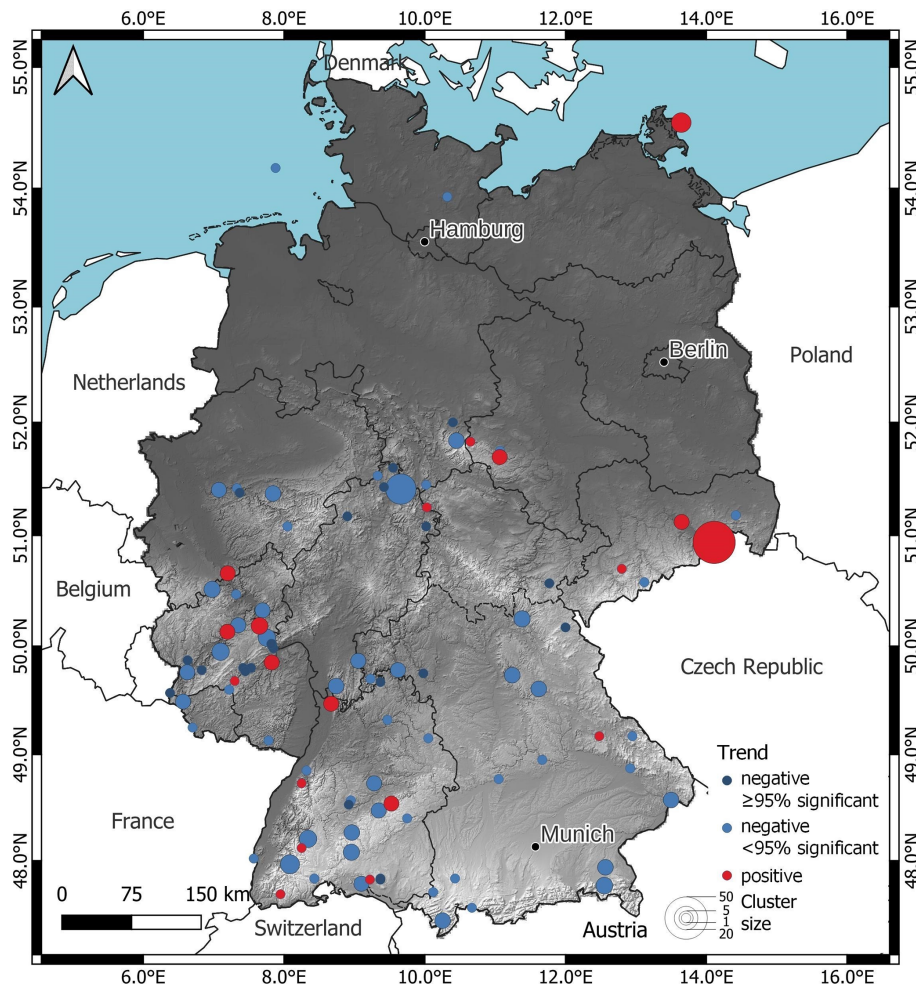 6.0°E 8.0°E 10.0°E 12.0°E 14.0°E 16.0°E
55.0°N
54.0°N
53.0°N
52.0°N
51.0°N
50.0°N
49.0°N
48.0°N
Denmark
Hamburg
Berlin
Poland
Netherlands
Belgium
Czech Republic
France
Munich
Switzerland
Austria
0 75 150 km
Trend
negative
≥95% significant
negative
<95% significant
positive
Cluster
size
50
5
1
20
55.0°N
54.0°N
53.0°N
52.0°N
51.0°N
50.0°N
49.0°N
48.0°N
6.0°E 8.0°E 10.0°E 12.0°E 14.0°E 16.0°E